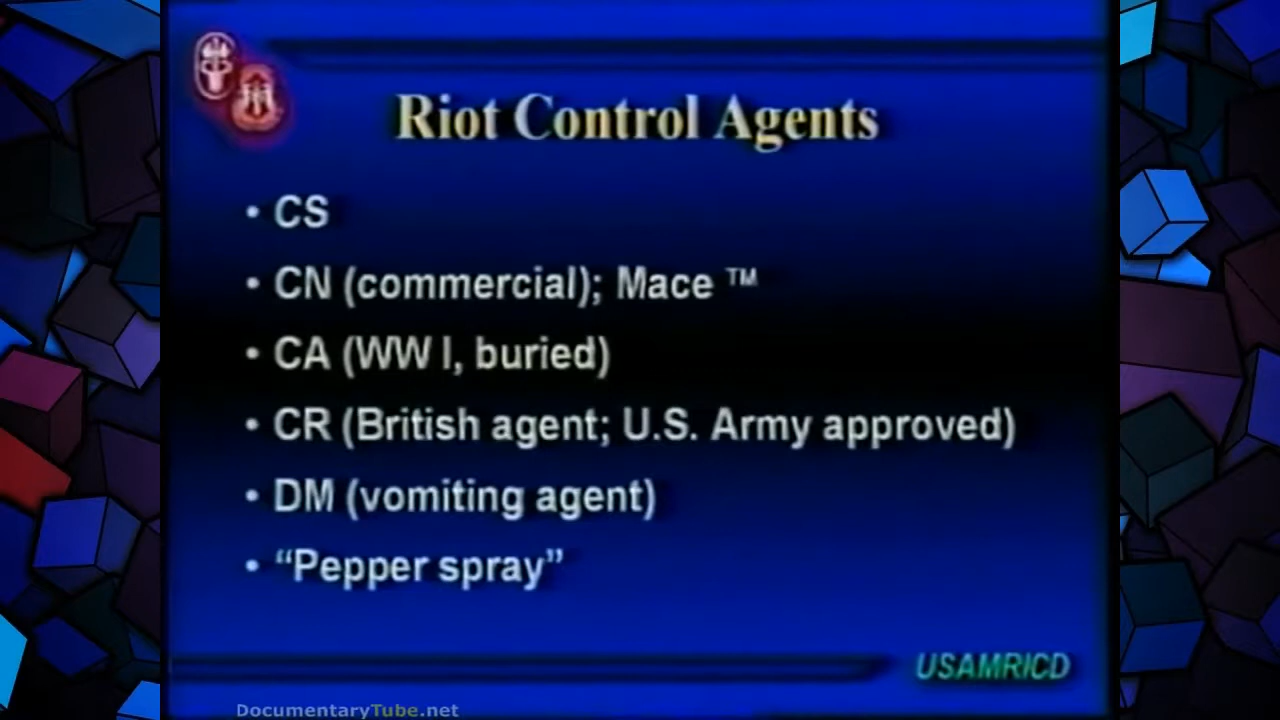 Riot Control Agents
• CS
• CN (commercial); Mace ™
• CA (WW I, buried)
• CR (British agent; U.S. Army approved)
• DM (vomiting agent)
• “Pepper spray”
USAMRICD
DocumentaryTube.net